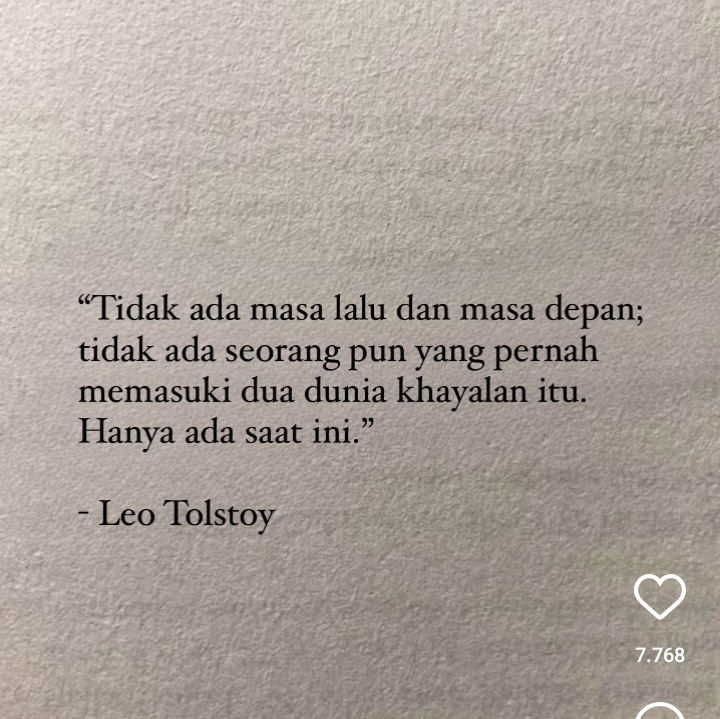 “Tidak ada masa lalu dan masa depan;
tidak ada seorang pun yang pernah
memasuki dua dunia khayalan itu.
Hanya ada saat ini.”
- Leo Tolstoy
7.768